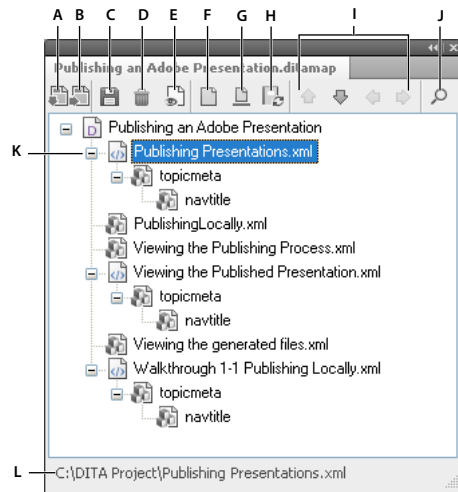 A B C D E F G H I J
Publishing an Adobe Presentation.ditamap
Publishing an Adobe Presentation
K
Publishing Presentations.xml
topicmeta
navtitle
PublishingLocally.xml
Viewing the Publishing Process.xml
Viewing the Published Presentation.xml
topicmeta
navtitle
Viewing the generated files.xml
Walkthrough 1-1 Publishing Locally.xml
topicmeta
navtitle
L
C:\DITA Project\Publishing Presentations.xml